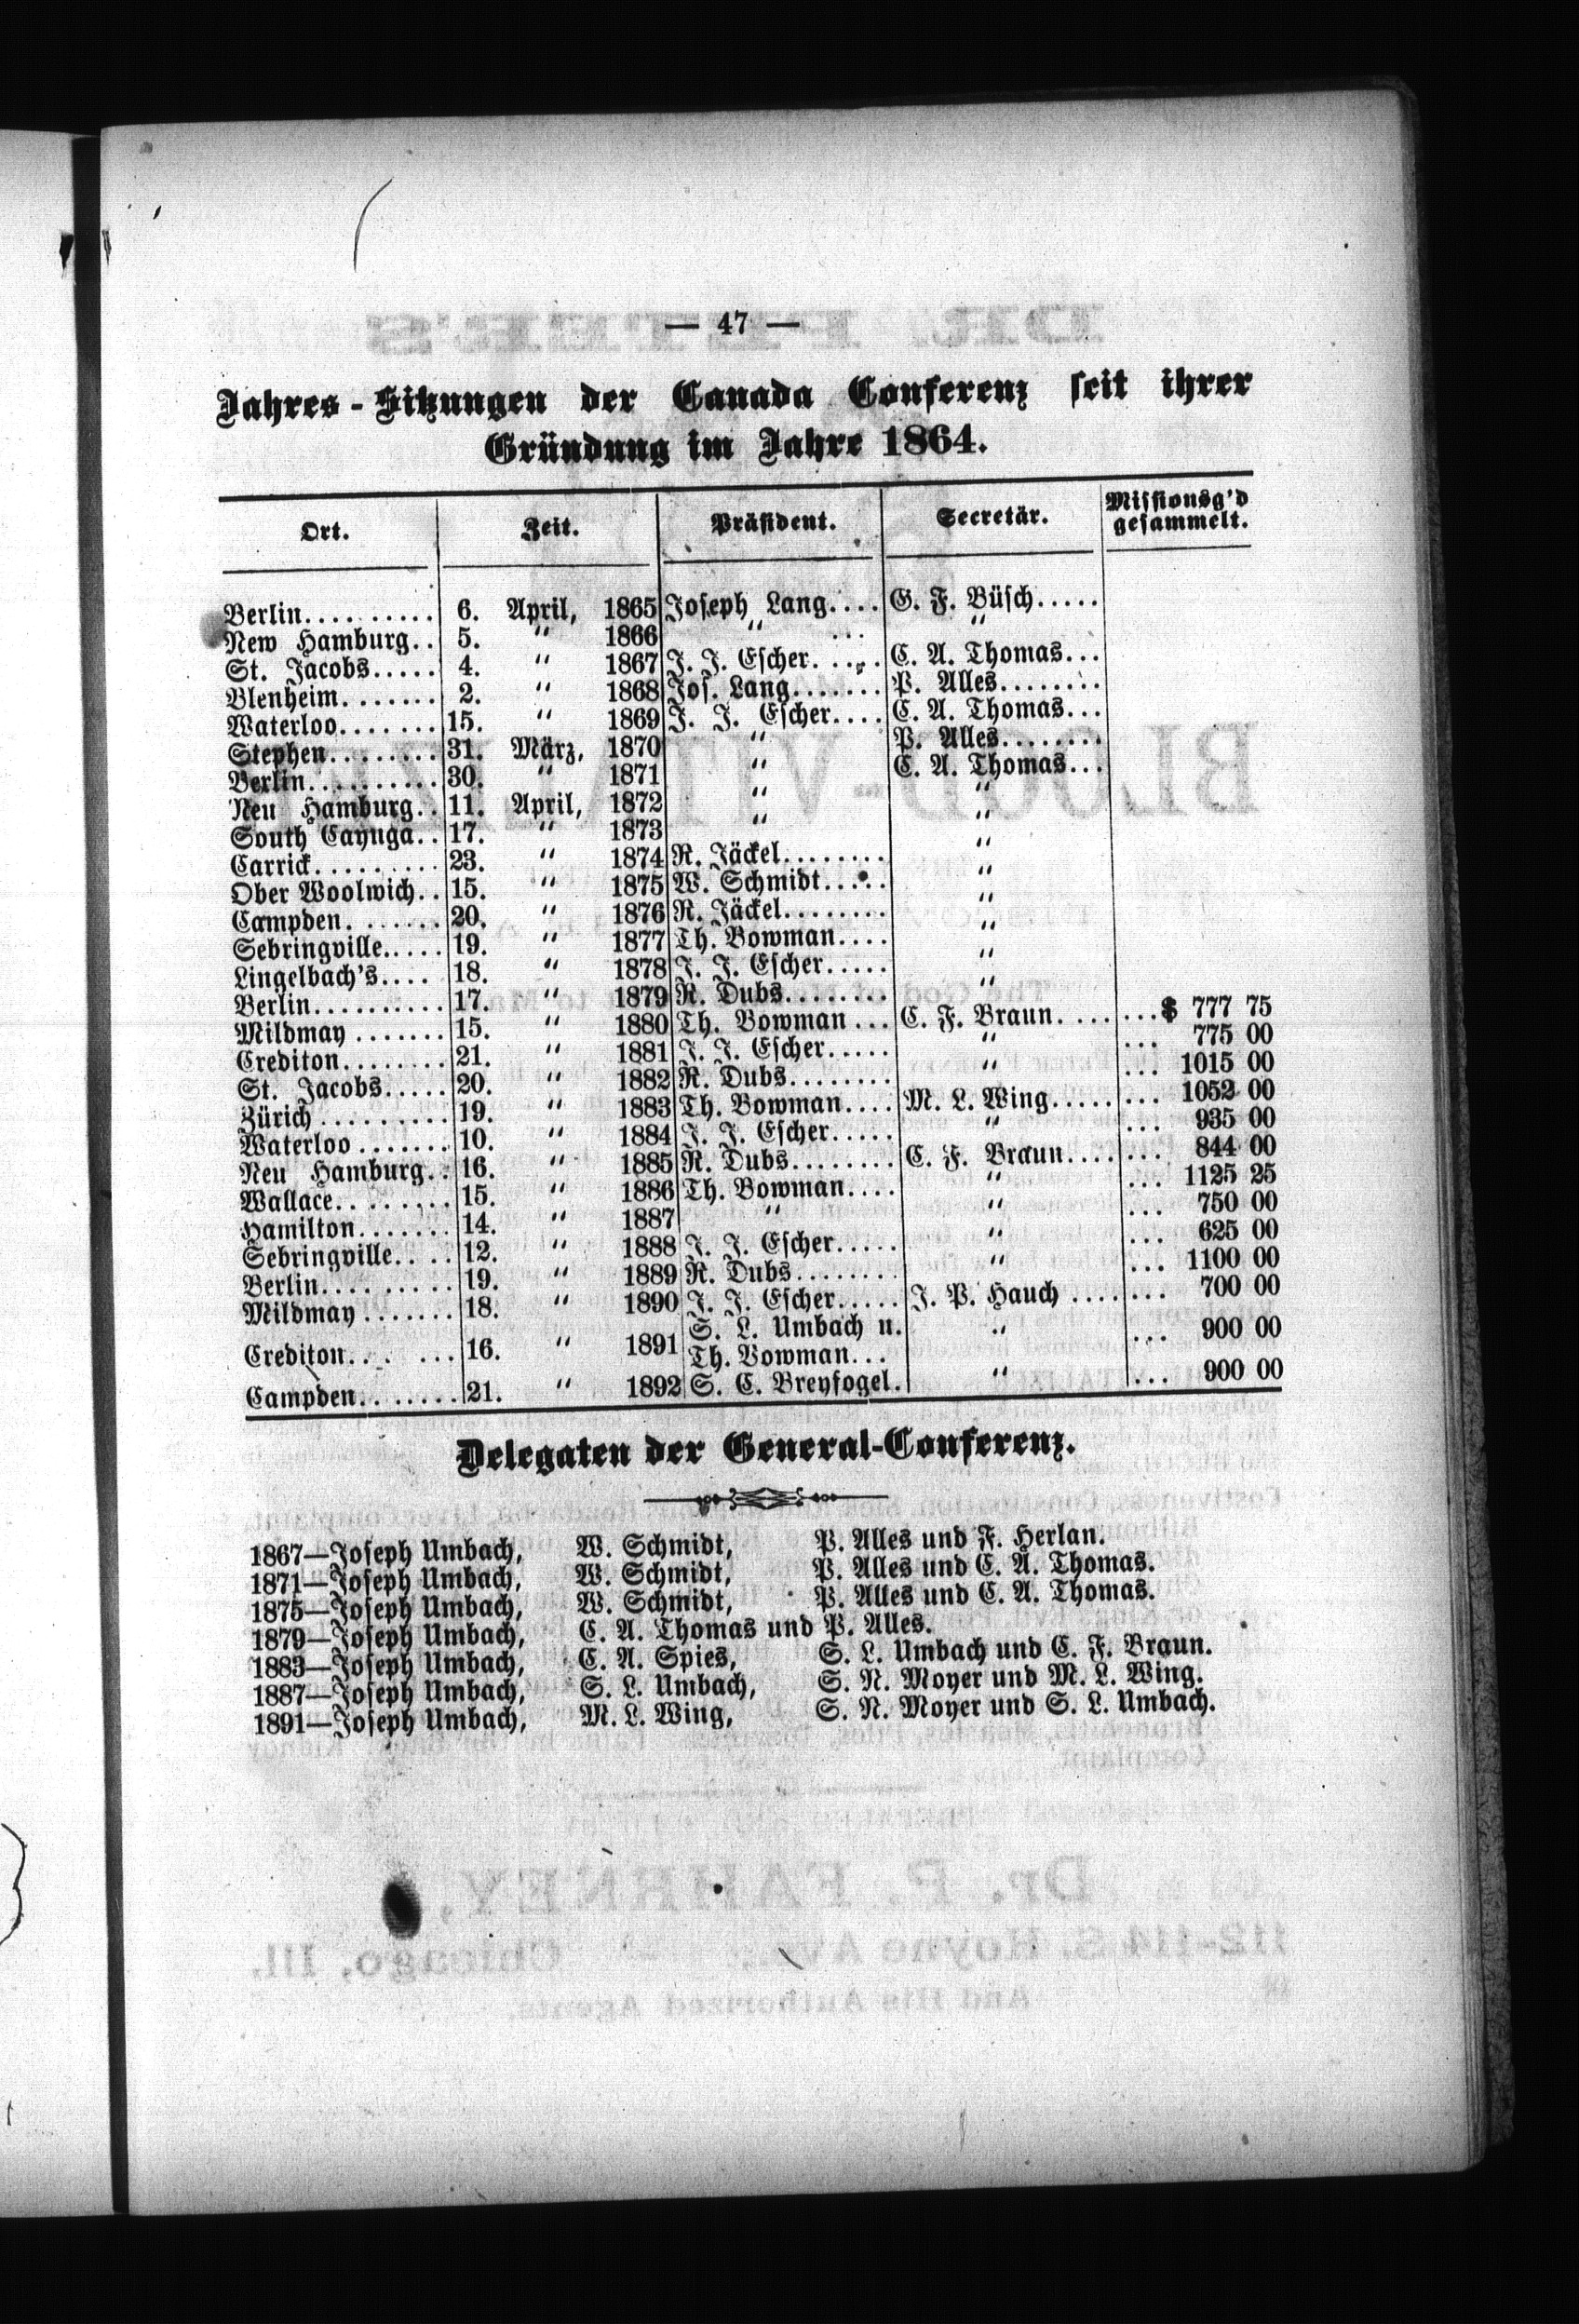 — 47 —
Jahres-Sitzungen der Canada Conferenz seit ihrer
Gründung im Jahre 1864.
Ort. Zeit. Präsident. Secretär. Missionsg'd gesammelt.
Berlin.......... 6. April, 1865 Joseph Lang.... G. F. Büsch.....
New Hamburg.. 5. " 1866 " ... "
St. Jacobs..... 4. " 1867 J. J. Escher..... C. A. Thomas...
Blenheim....... 2. " 1868 Jos. Lang....... P. Alles........
Waterloo....... 15. " 1869 J. J. Escher.... C. A. Thomas...
Stephen........ 31. März, 1870 " P. Alles........
Berlin.......... 30. " 1871 " C. A. Thomas...
Neu Hamburg.. 11. April, 1872 " "
South Cayuga.. 17. " 1873 " "
Carrick......... 23. " 1874 R. Jäckel........ "
Ober Woolwich.. 15. " 1875 W. Schmidt..... "
Campden....... 20. " 1876 R. Jäckel........ "
Sebringville..... 19. " 1877 Th. Bowman.... "
Lingelbach's.... 18. " 1878 J. J. Escher..... "
Berlin.......... 17. " 1879 R. Dubs........ "
Mildmay ....... 15. " 1880 Th. Bowman ... C. F. Braun.... ...$ 777 75
Crediton........ 21. " 1881 J. J. Escher..... " ... 775 00
St. Jacobs..... 20. " 1882 R. Dubs........ " ... 1015 00
Zürich .......... 19. " 1883 Th. Bowman.... M. L. Wing..... ... 1052 00
Waterloo ....... 10. " 1884 J. J. Escher..... " ... 935 00
Neu Hamburg.. 16. " 1885 R. Dubs........ C. F. Braun.... ... 844 00
Wallace........ 15. " 1886 Th. Bowman.... " ... 1125 25
Hamilton....... 14. " 1887 " " ... 750 00
Sebringville.... 12. " 1888 J. J. Escher..... " ... 625 00
Berlin.......... 19. " 1889 R. Dubs........ " ... 1100 00
Mildmay ....... 18. " 1890 J. J. Escher..... J. P. Hauch .... ... 700 00
Crediton... ... 16. " 1891 S. L. Umbach u. Th. Bowman... " ... 900 00
Campden....... 21. " 1892 S. C. Breyfogel. " ... 900 00
Delegaten der General-Conferenz.
1867—Joseph Umbach, W. Schmidt, P. Alles und F. Herlan.
1871—Joseph Umbach, W. Schmidt, P. Alles und C. A. Thomas.
1875—Joseph Umbach, W. Schmidt, P. Alles und C. A. Thomas.
1879—Joseph Umbach, C. A. Thomas und P. Alles.
1883—Joseph Umbach, C. A. Spies, S. L. Umbach und C. F. Braun.
1887—Joseph Umbach, S. L. Umbach, S. N. Moyer und M. L. Wing.
1891—Joseph Umbach, M. L. Wing, S. N. Moyer und S. L. Umbach.